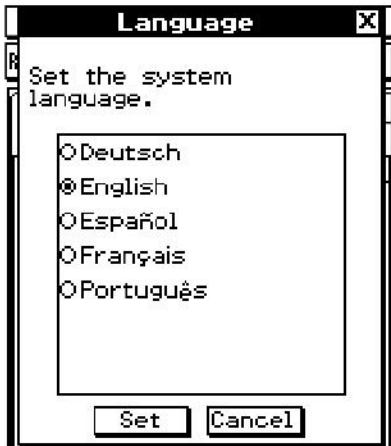 Language
Set the system
language.
Deutsch
English
Español
Français
Português
Set Cancel